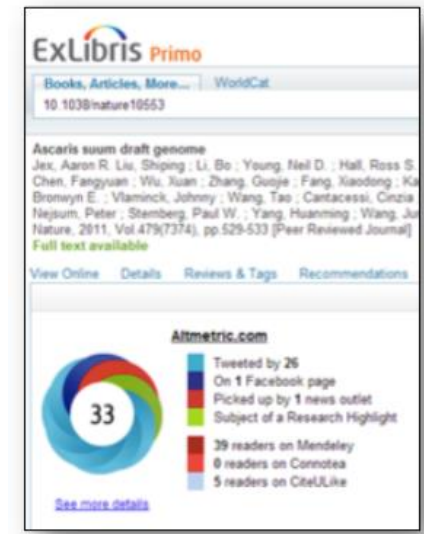 ExLibris Primo
Books, Articles, More... WorldCat
10.1038/nature10553
Ascaris suum draft genome
Jex, Aaron R. Liu, Shiping ; Li, Bo ; Young, Neil D. ; Hall, Ross S.
Chen, Fangyuan ; Wu, Xuan ; Zhang, Guojie ; Fang, Xiaodong ; Ka
Bronwyn E. ; Vlaminck, Johnny ; Wang, Tao ; Cantacessi, Cinzia
Nejsum, Peter ; Sternberg, Paul W. ; Yang, Huanming ; Wang, Ju
Nature, 2011, Vol.479(7374), pp.529-533 [Peer Reviewed Journal]
Full text available
View Online Details Reviews & Tags Recommendations
Altmetric.com
33
Tweeted by 26
On 1 Facebook page
Picked up by 1 news outlet
Subject of a Research Highlight
39 readers on Mendeley
0 readers on Connotea
5 readers on CiteULike
See more details